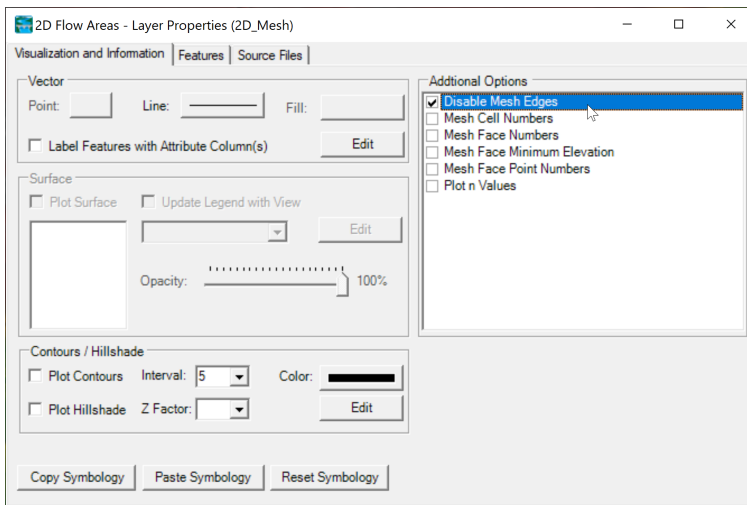 2D Flow Areas - Layer Properties (2D_Mesh)
Visualization and Information
Features
Source Files
Vector
Point:
Line:
Fill:
Label Features with Attribute Column(s)
Edit
Surface
Plot Surface
Update Legend with View
Edit
Opacity:
100%
Contours / Hillshade
Plot Contours
Interval:
5
Color:
Plot Hillshade
Z Factor:
Edit
Copy Symbology
Paste Symbology
Reset Symbology
Addtional Options
Disable Mesh Edges
Mesh Cell Numbers
Mesh Face Numbers
Mesh Face Minimum Elevation
Mesh Face Point Numbers
Plot n Values